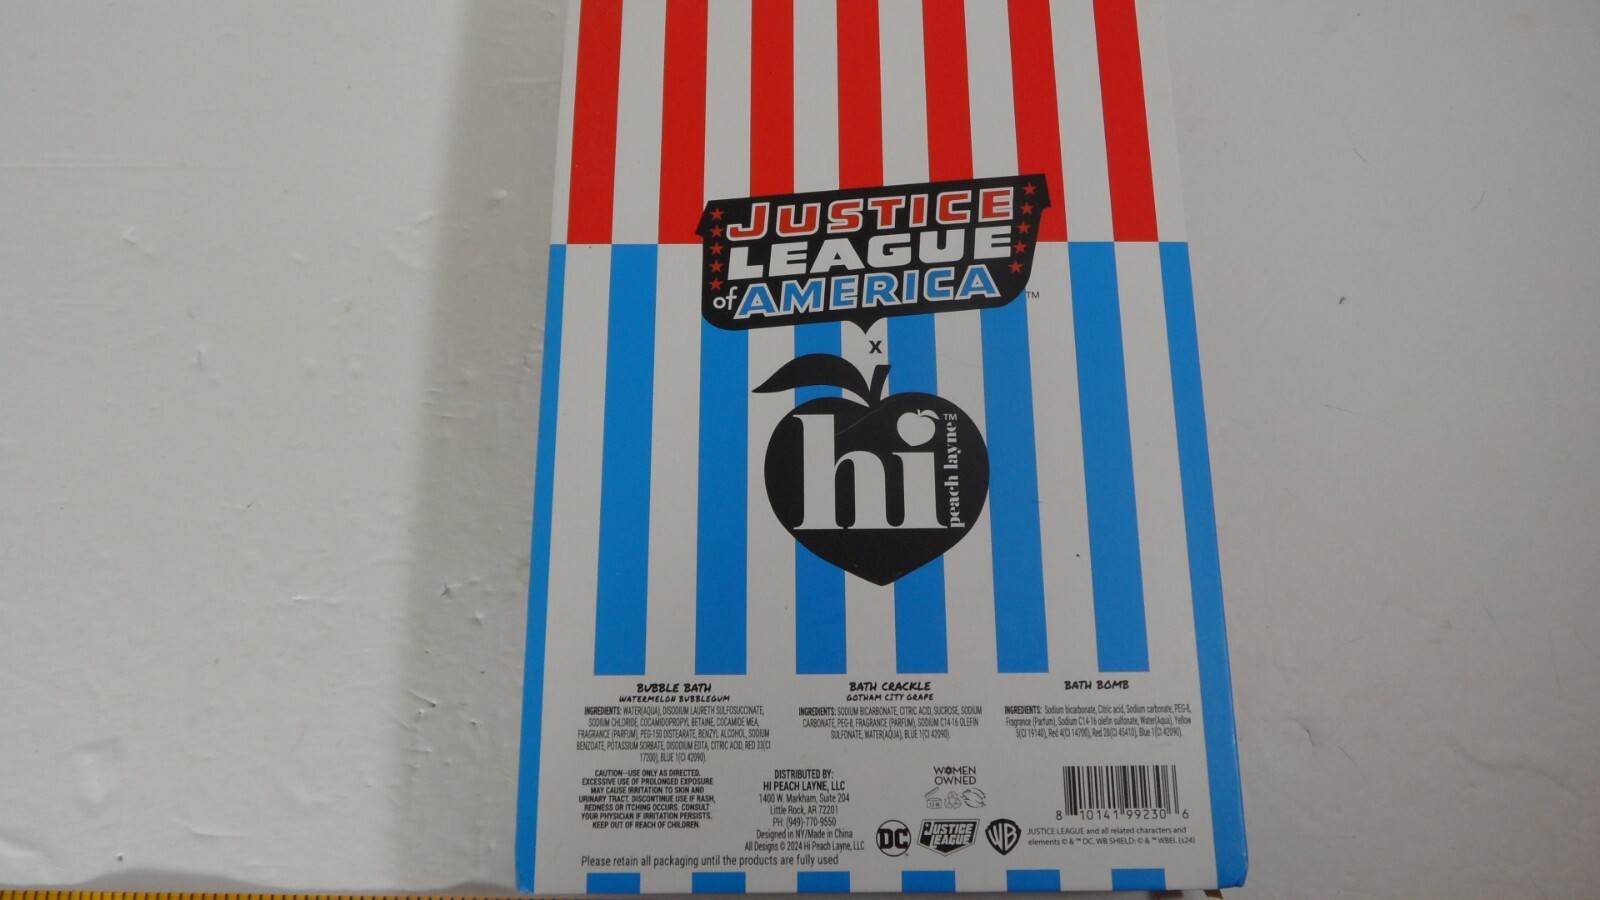 JUSTICE
LEAGUE
of AMERICA
TM
x
hi
peach layne
TM
BUBBLE BATH
WATERMELON BUBBLEGUM
INGREDIENTS: WATER(AQUA), DISODIUM LAURETH SULFOSUCCINATE,
SODIUM CHLORIDE, COCAMIDOPROPYL BETAINE, COCAMIDE MEA,
FRAGRANCE (PARFUM), PEG-150 DISTEARATE, BENZYL ALCOHOL, SODIUM
BENZOATE, POTASSIUM SORBATE, DISODIUM EDTA, CITRIC ACID, RED 33(CI
17200), BLUE 1(CI 42090).
CAUTION--USE ONLY AS DIRECTED.
EXCESSIVE USE OF PROLONGED EXPOSURE
MAY CAUSE IRRITATION TO SKIN AND
URINARY TRACT. DISCONTINUE USE IF RASH,
REDNESS OR ITCHING OCCURS. CONSULT
YOUR PHYSICIAN IF IRRITATION PERSISTS.
KEEP OUT OF REACH OF CHILDREN.
BATH CRACKLE
GOTHAM CITY GRAPE
INGREDIENTS: SODIUM BICARBONATE, CITRIC ACID, SUCROSE, SODIUM
CARBONATE, PEG-8, FRAGRANCE (PARFUM), SODIUM C14-16 OLEFIN
SULFONATE, WATER(AQUA), BLUE 1(CI 42090).
BATH BOMB
INGREDIENTS: Sodium bicarbonate, Citric acid, Sodium carbonate, PEG-8,
Fragrance (Parfum), Sodium C14-16 olefin sulfonate, Water(Aqua), Yellow
5(CI 19140), Red 4(CI 14700), Red 28(CI 45410), Blue 1(CI 42090).
DISTRIBUTED BY:
HI PEACH LAYNE, LLC
1400 W. Markham, Suite 204
Little Rock, AR 72201
PH: (949)-770-9550
Designed in NY/Made in China
All Designs © 2024 Hi Peach Layne, LLC
WOMEN
OWNED
8 10141 99230 6
DC
JUSTICE
LEAGUE
WB
JUSTICE LEAGUE and all related characters and
elements © & ™ DC. WB SHIELD: © & ™ WBEI. (s24)
Please retain all packaging until the products are fully used